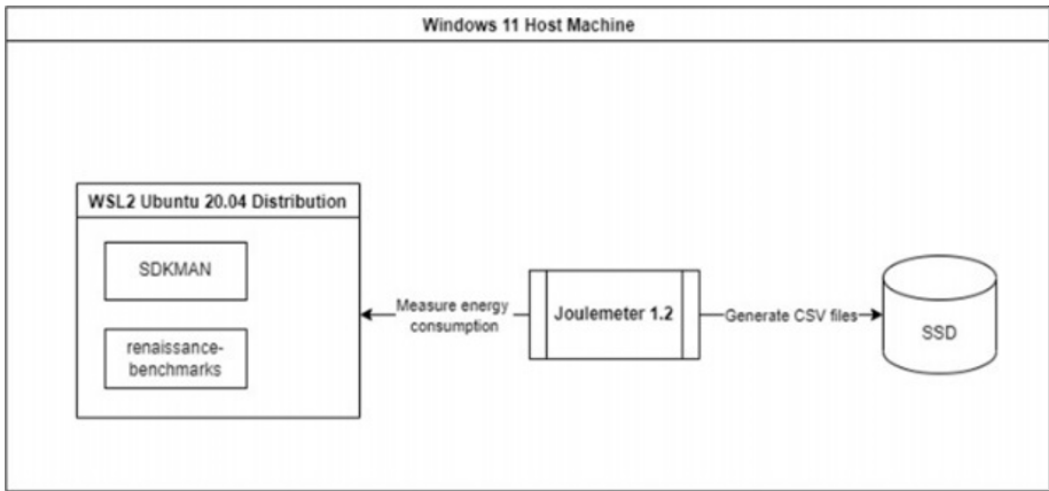 Windows 11 Host Machine
WSL2 Ubuntu 20.04 Distribution
SDKMAN
renaissance-
benchmarks
Measure energy
consumption
Joulemeter 1.2
Generate CSV files
SSD